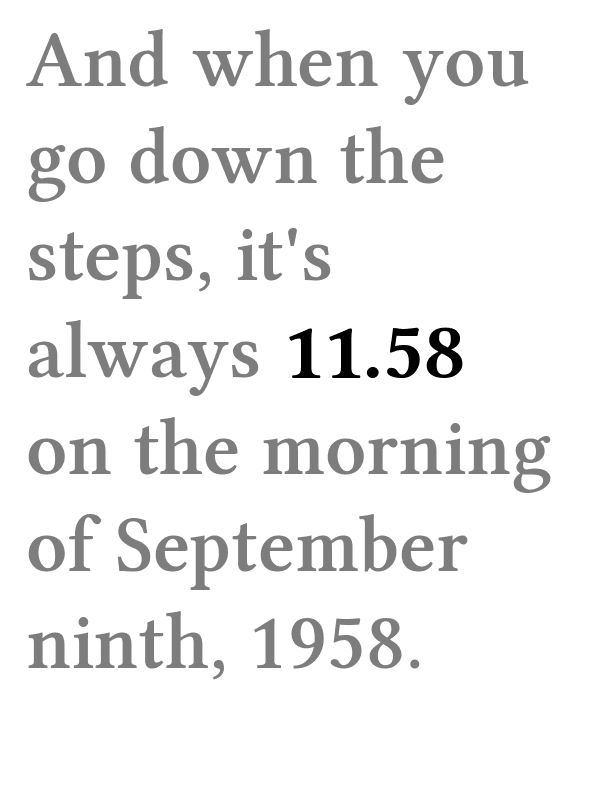 And when you
go down the
steps, it's
always 11.58
on the morning
of September
ninth, 1958.